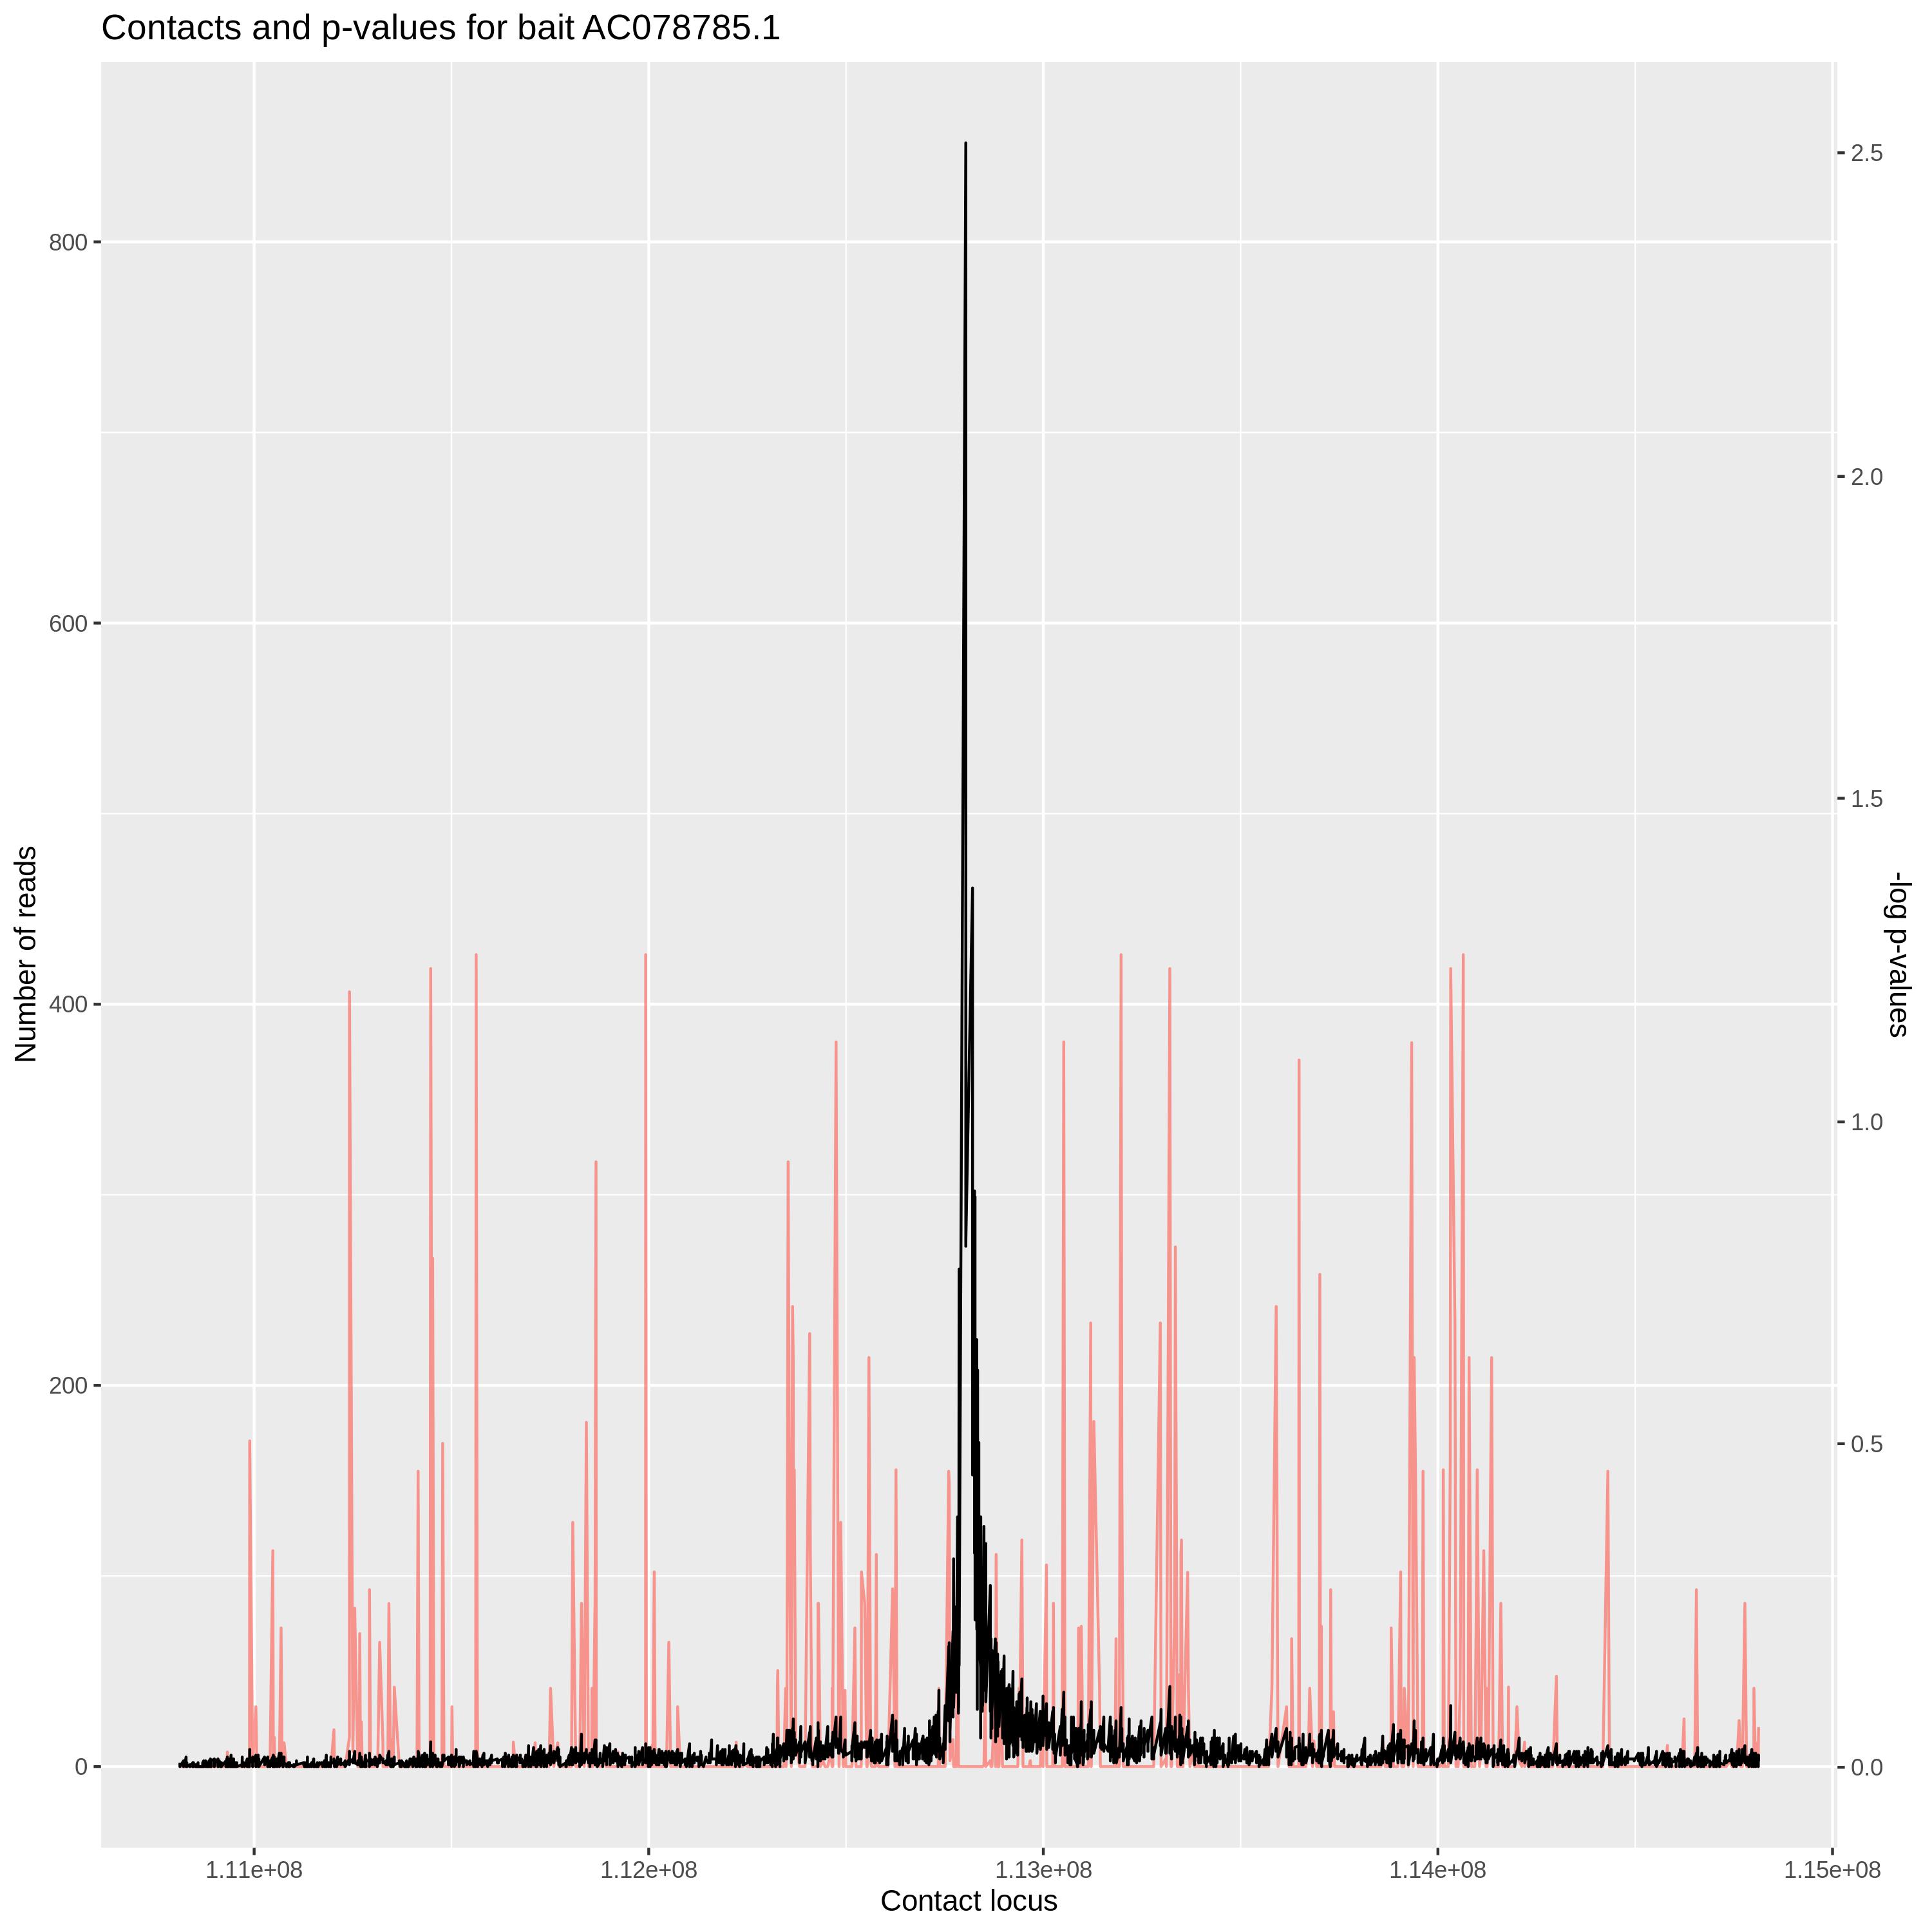 Contacts and p-values for bait AC078785.1
800
600
400
200
0
Number of reads
2.5
2.0
1.5
1.0
0.5
0.0
-log p-values
1.11e+08 1.12e+08 1.13e+08 1.14e+08 1.15e+08
Contact locus